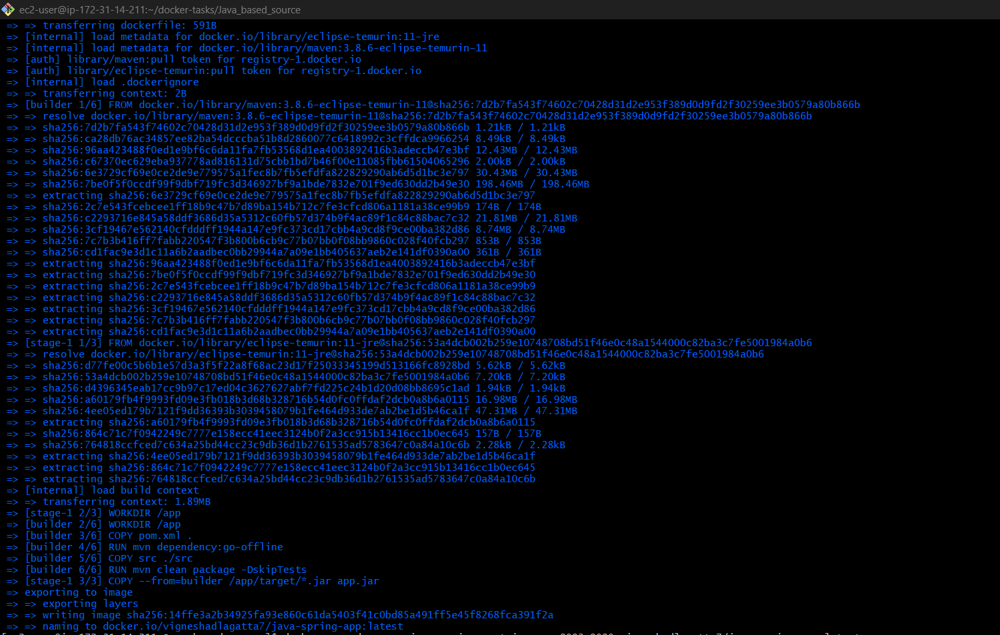 ec2-user@ip-172-31-14-211:~/docker-tasks/Java_based_source
=> => transferring dockerfile: 591B
=> [internal] load metadata for docker.io/library/eclipse-temurin:11-jre
=> [internal] load metadata for docker.io/library/maven:3.8.6-eclipse-temurin-11
=> [auth] library/maven:pull token for registry-1.docker.io
=> [auth] library/eclipse-temurin:pull token for registry-1.docker.io
=> [internal] load .dockerignore
=> => transferring context: 2B
=> [builder 1/6] FROM docker.io/library/maven:3.8.6-eclipse-temurin-11@sha256:7d2b7fa543f74602c70428d31d2e953f389d0d9fd2f30259ee3b0579a80b866b
=> => resolve docker.io/library/maven:3.8.6-eclipse-temurin-11@sha256:7d2b7fa543f74602c70428d31d2e953f389d0d9fd2f30259ee3b0579a80b866b
=> => sha256:7d2b7fa543f74602c70428d31d2e953f389d0d9fd2f30259ee3b0579a80b866b 1.21kB / 1.21kB
=> => sha256:ca28db76ac34857ee82ba54dcccba51b8d2860077c6418992c3cffdca9966254 8.49kB / 8.49kB
=> => sha256:96aa423488f0ed1e9bf6c6da11fa7fb53568d1ea4003892416b3adeccb47e3bf 12.43MB / 12.43MB
=> => sha256:c67370ec629eba937778ad816131d75cbb1bd7b46f00e11085fbb61504065296 2.00kB / 2.00kB
=> => sha256:6e3729cf69e0ce2de9e779575a1fec8b7fb5efdfa822829290ab6d5d1bc3e797 30.43MB / 30.43MB
=> => sha256:7be0f5f0ccdf99f9dbf719fc3d346927bf9a1bde7832e701f9ed630dd2b49e30 198.46MB / 198.46MB
=> => extracting sha256:6e3729cf69e0ce2de9e779575a1fec8b7fb5efdfa822829290ab6d5d1bc3e797
=> => sha256:2c7e543fcebcee1ff18b9c47b7d89ba154b712c7fe3cfcd806a1181a38ce99b9 174B / 174B
=> => sha256:c2293716e845a58ddf3686d35a5312c60fb57d374b9f4ac89f1c84c88bac7c32 21.81MB / 21.81MB
=> => sha256:3cf19467e562140cfdddff1944a147e9fc373cd17cbb4a9cd8f9ce00ba382d86 8.74MB / 8.74MB
=> => sha256:7c7b3b416ff7fabb220547f3b800b6cb9c77b07bb0f08bb9860c028f40fcb297 853B / 853B
=> => sha256:cd1fac9e3d1c11a6b2aadbec0bb29944a7a09e1bb405637aeb2e141df0390a00 361B / 361B
=> => extracting sha256:96aa423488f0ed1e9bf6c6da11fa7fb53568d1ea4003892416b3adeccb47e3bf
=> => extracting sha256:7be0f5f0ccdf99f9dbf719fc3d346927bf9a1bde7832e701f9ed630dd2b49e30
=> => extracting sha256:2c7e543fcebcee1ff18b9c47b7d89ba154b712c7fe3cfcd806a1181a38ce99b9
=> => extracting sha256:c2293716e845a58ddf3686d35a5312c60fb57d374b9f4ac89f1c84c88bac7c32
=> => extracting sha256:3cf19467e562140cfdddff1944a147e9fc373cd17cbb4a9cd8f9ce00ba382d86
=> => extracting sha256:7c7b3b416ff7fabb220547f3b800b6cb9c77b07bb0f08bb9860c028f40fcb297
=> => extracting sha256:cd1fac9e3d1c11a6b2aadbec0bb29944a7a09e1bb405637aeb2e141df0390a00
=> [stage-1 1/3] FROM docker.io/library/eclipse-temurin:11-jre@sha256:53a4dcb002b259e10748708bd51f46e0c48a1544000c82ba3c7fe5001984a0b6
=> => resolve docker.io/library/eclipse-temurin:11-jre@sha256:53a4dcb002b259e10748708bd51f46e0c48a1544000c82ba3c7fe5001984a0b6
=> => sha256:d77fe00c5b6b1e57d3a3f5f22a8f68ac23d17f25033345199d513166fc8928bd 5.62kB / 5.62kB
=> => sha256:53a4dcb002b259e10748708bd51f46e0c48a1544000c82ba3c7fe5001984a0b6 7.20kB / 7.20kB
=> => sha256:d4396345eab17cc9b97c17ed04c3627627abf7fd225c24b1d20d08bb8695c1ad 1.94kB / 1.94kB
=> => sha256:a60179fb4f9993fd09e3fb018b3d68b328716b54d0fc0ffdaf2dcb0a8b6a0115 16.98MB / 16.98MB
=> => sha256:4ee05ed179b7121f9dd36393b3039458079b1fe464d933de7ab2be1d5b46ca1f 47.31MB / 47.31MB
=> => extracting sha256:a60179fb4f9993fd09e3fb018b3d68b328716b54d0fc0ffdaf2dcb0a8b6a0115
=> => sha256:864c71c7f0942249c7777e158ecc41eec3124b0f2a3cc915b13416cc1b0ec645 157B / 157B
=> => sha256:764818ccfced7c634a25bd44cc23c9db36d1b2761535ad5783647c0a84a10c6b 2.28kB / 2.28kB
=> => extracting sha256:4ee05ed179b7121f9dd36393b3039458079b1fe464d933de7ab2be1d5b46ca1f
=> => extracting sha256:864c71c7f0942249c7777e158ecc41eec3124b0f2a3cc915b13416cc1b0ec645
=> => extracting sha256:764818ccfced7c634a25bd44cc23c9db36d1b2761535ad5783647c0a84a10c6b
=> [internal] load build context
=> => transferring context: 1.89MB
=> [stage-1 2/3] WORKDIR /app
=> [builder 2/6] WORKDIR /app
=> [builder 3/6] COPY pom.xml .
=> [builder 4/6] RUN mvn dependency:go-offline
=> [builder 5/6] COPY src ./src
=> [builder 6/6] RUN mvn clean package -DskipTests
=> [stage-1 3/3] COPY --from=builder /app/target/*.jar app.jar
=> exporting to image
=> => exporting layers
=> => writing image sha256:14ffe3a2b34925fa93e860c61da5403f41c0bd85a491ff5e45f8268fca391f2a
=> => naming to docker.io/vigneshadlagatta7/java-spring-app:latest